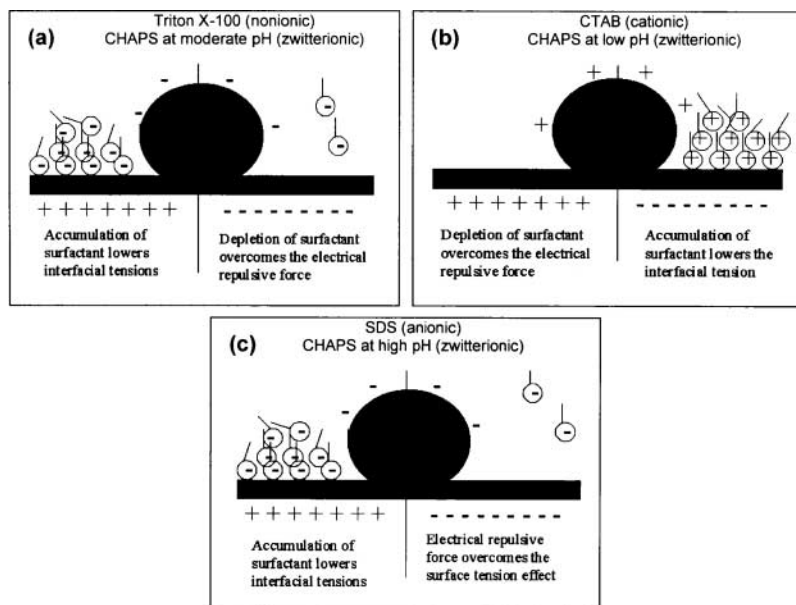 Triton X-100 (nonionic)
CHAPS at moderate pH (zwitterionic)
(a)
Accumulation of
surfactant lowers
interfacial tensions
Depletion of surfactant
overcomes the electrical
repulsive force
CTAB (cationic)
CHAPS at low pH (zwitterionic)
(b)
Depletion of surfactant
overcomes the electrical
repulsive force
Accumulation of
surfactant lowers the
interfacial tension
SDS (anionic)
CHAPS at high pH (zwitterionic)
(c)
Accumulation of
surfactant lowers
interfacial tensions
Electrical repulsive
force overcomes the
surface tension effect